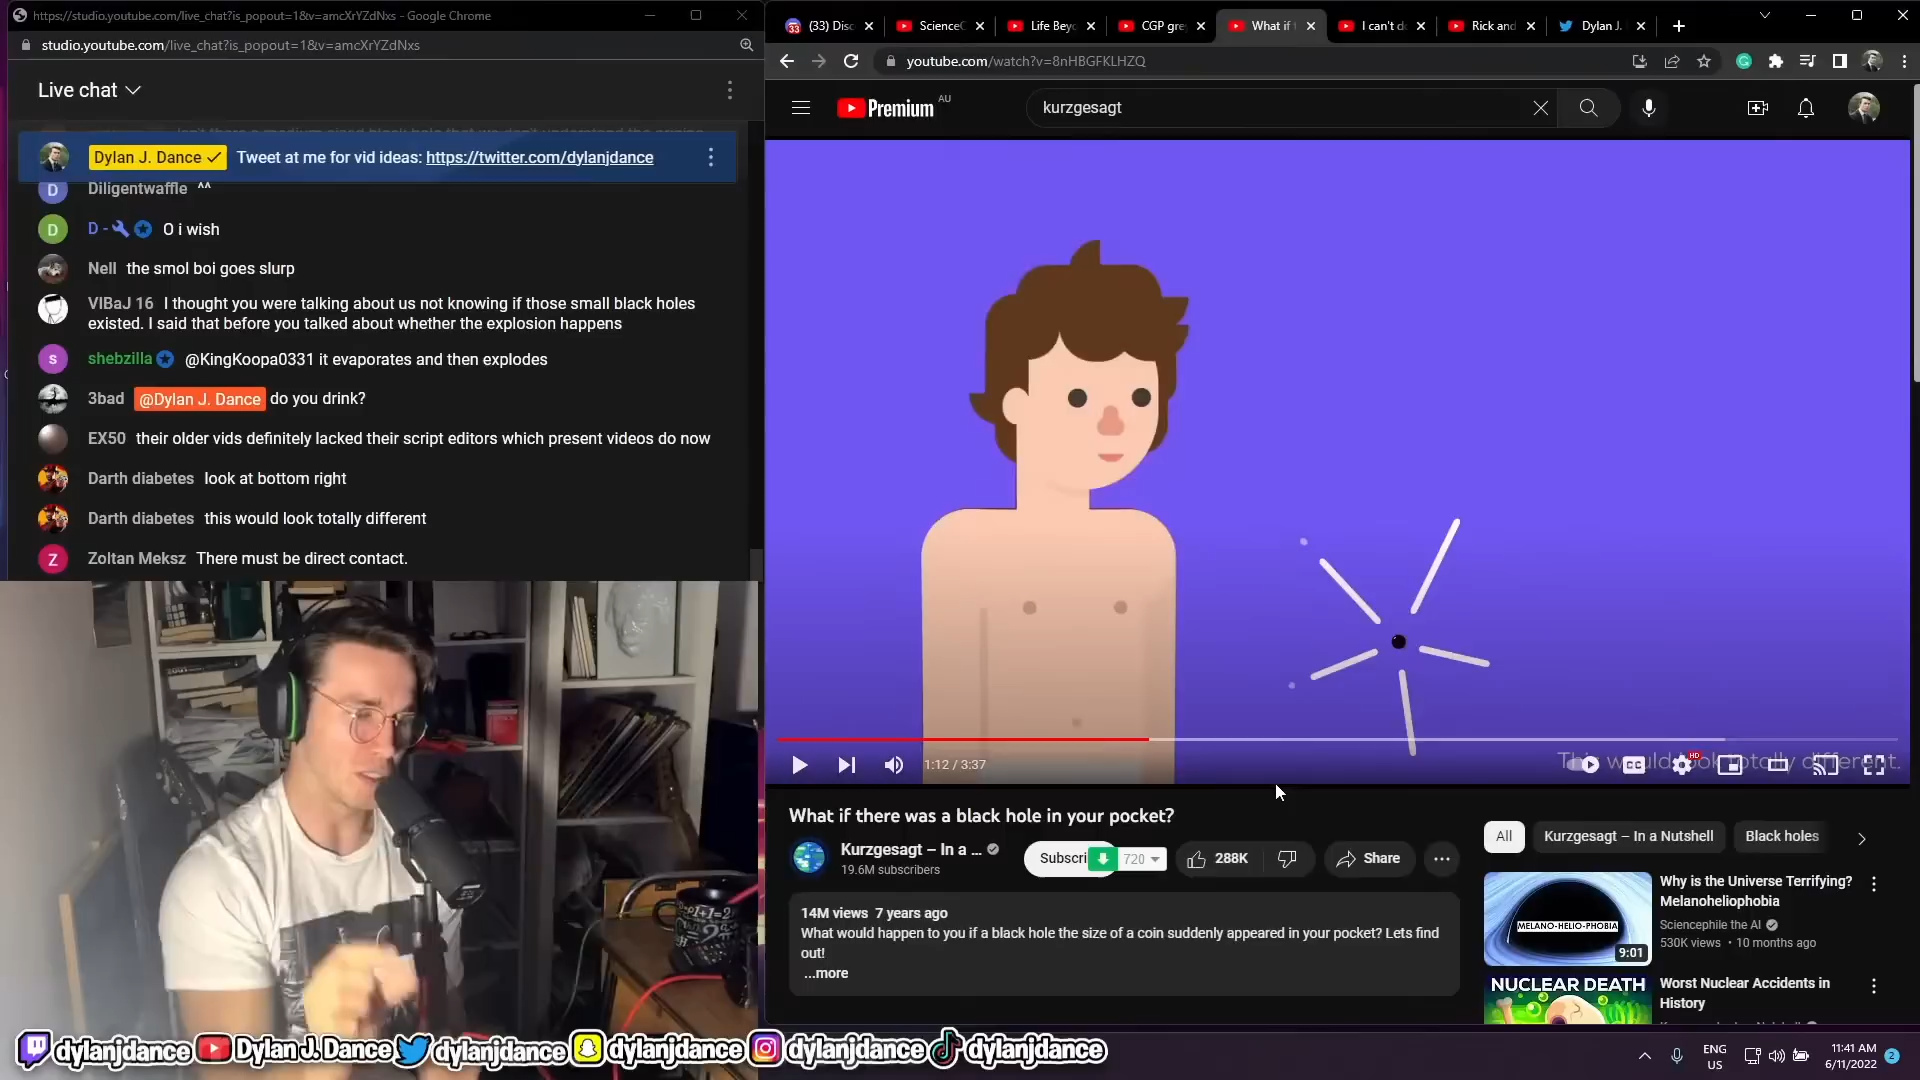 https://studio.youtube.com/live_chat?is_popout=1&v=amcXrYZdNxs - Google Chrome
studio.youtube.com/live_chat?is_popout=1&v=amcXrYZdNxs
Live chat
Dylan J. Dance Tweet at me for vid ideas: https://twitter.com/dylanjdance
D Diligentwaffle ^^
D D - O i wish
Nell the smol boi goes slurp
VIBaJ 16 I thought you were talking about us not knowing if those small black holes
existed. I said that before you talked about whether the explosion happens
s shebzilla @KingKoopa0331 it evaporates and then explodes
3bad @Dylan J. Dance do you drink?
EX50 their older vids definitely lacked their script editors which present videos do now
Darth diabetes look at bottom right
Darth diabetes this would look totally different
Z Zoltan Meksz There must be direct contact.
33 (33) Disc
ScienceC
Life Bey
CGP gre
What if
I can't d
Rick and
Dylan J.
youtube.com/watch?v=8nHBGFKLHZQ
Premium AU
kurzgesagt
This would look totally different.
1:12 / 3:37
CC
HD
What if there was a black hole in your pocket?
Kurzgesagt – In a ...
19.6M subscribers
Subscri
720
288K
Share
14M views 7 years ago
What would happen to you if a black hole the size of a coin suddenly appeared in your pocket? Lets find
out!
...more
All
Kurzgesagt – In a Nutshell
Black holes
MELANO-HELIO-PHOBIA
9:01
Why is the Universe Terrifying?
Melanoheliophobia
Sciencephile the AI
530K views • 10 months ago
NUCLEAR DEATH
Worst Nuclear Accidents in
History
dylanjdance
Dylan J. Dance
dylanjdance
dylanjdance
dylanjdance
dylanjdance
ENG
US
11:41 AM
6/11/2022
2